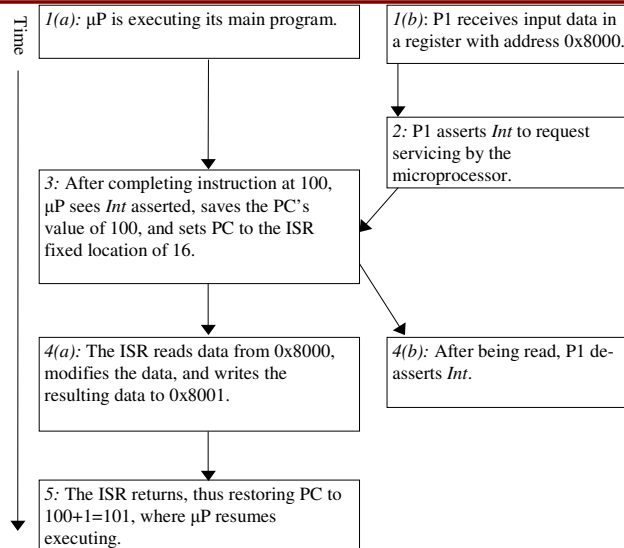 Time
1(a): μP is executing its main program.
1(b): P1 receives input data in
a register with address 0x8000.
2: P1 asserts Int to request
servicing by the
microprocessor.
3: After completing instruction at 100,
μP sees Int asserted, saves the PC's
value of 100, and sets PC to the ISR
fixed location of 16.
4(a): The ISR reads data from 0x8000,
modifies the data, and writes the
resulting data to 0x8001.
4(b): After being read, P1 de-
asserts Int.
5: The ISR returns, thus restoring PC to
100+1=101, where μP resumes
executing.